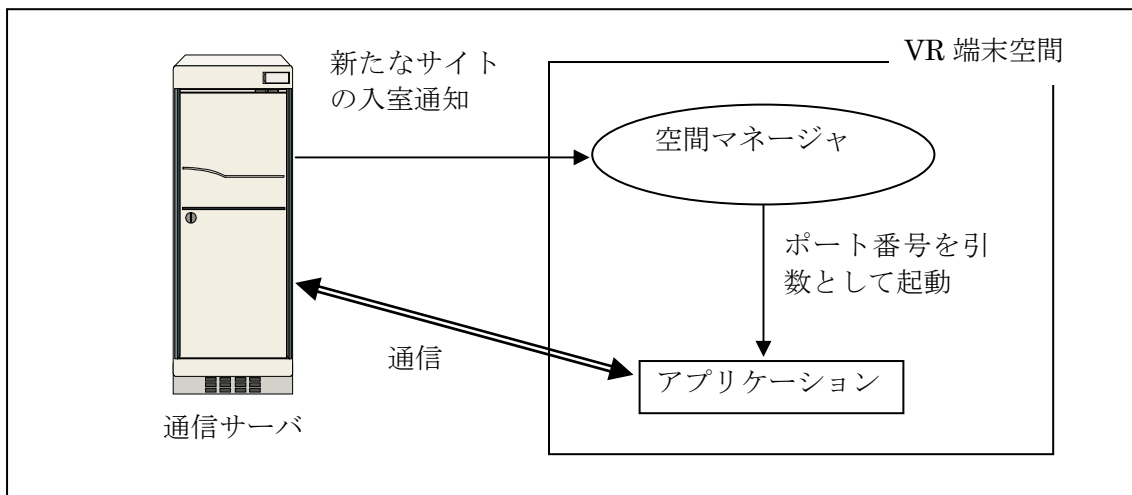 VR 端末空間
新たなサイト
の入室通知
空間マネージャ
ポート番号を引
数として起動
通信
アプリケーション
通信サーバ